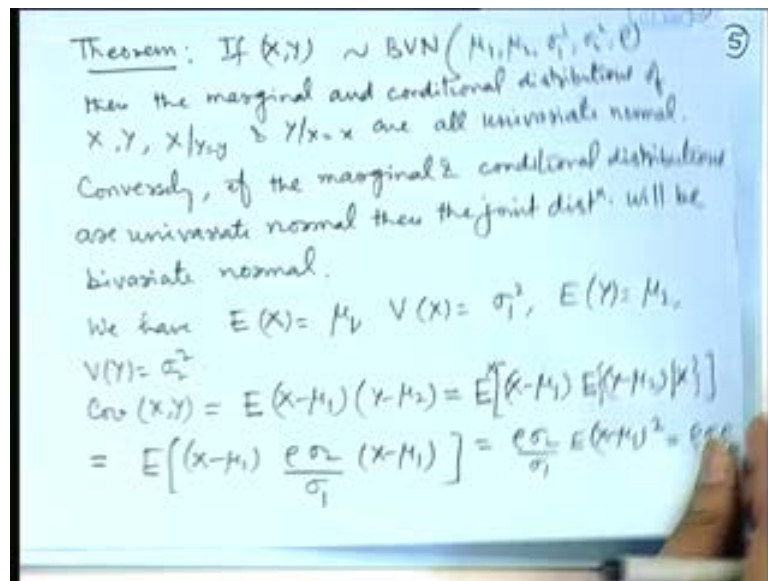 ⑤
Theorem: If (X,Y) ~ BVN(μ₁, μ₂, σ₁², σ₂², ρ)
then the marginal and conditional distributions of
X, Y, X|Y=y & Y|X=x are all univariate normal.
Conversely, if the marginal & conditional distributions
are univariate normal then the joint distⁿ. will be
bivariate normal.
We have E(X) = μ₁, V(X) = σ₁², E(Y) = μ₂,
V(Y) = σ₂²
Cov (X,Y) = E(X-μ₁)(Y-μ₂) = E[(X-μ₁) E{(Y-μ₂)|X}]
= E[(X-μ₁) ρσ₂/σ₁ (X-μ₁)] = ρσ₂/σ₁ E(X-μ₁)² =